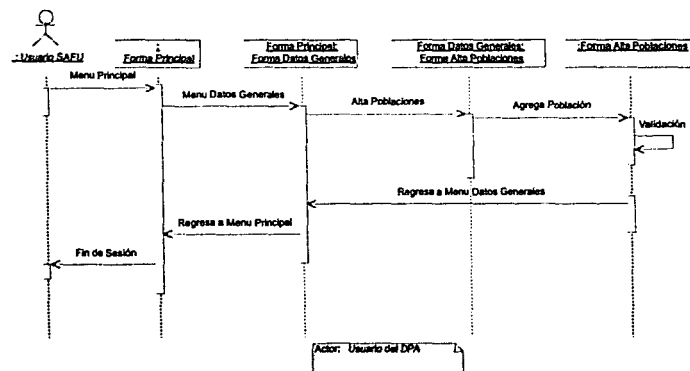 : Usuario SAFU
Forma Principal
Forma Principal:
Forma Datos Generales
Forma Datos Generales:
Forme Alta Poblaciones
:Forma Alta Poblaciones
Menu Principal
Menu Datos Generales
Alta Poblaciones
Agrega Población
Validación
Regresa a Menu Datos Generales
Regresa a Menu Principal
Fin de Sesión
Actor: Usuario del DPA